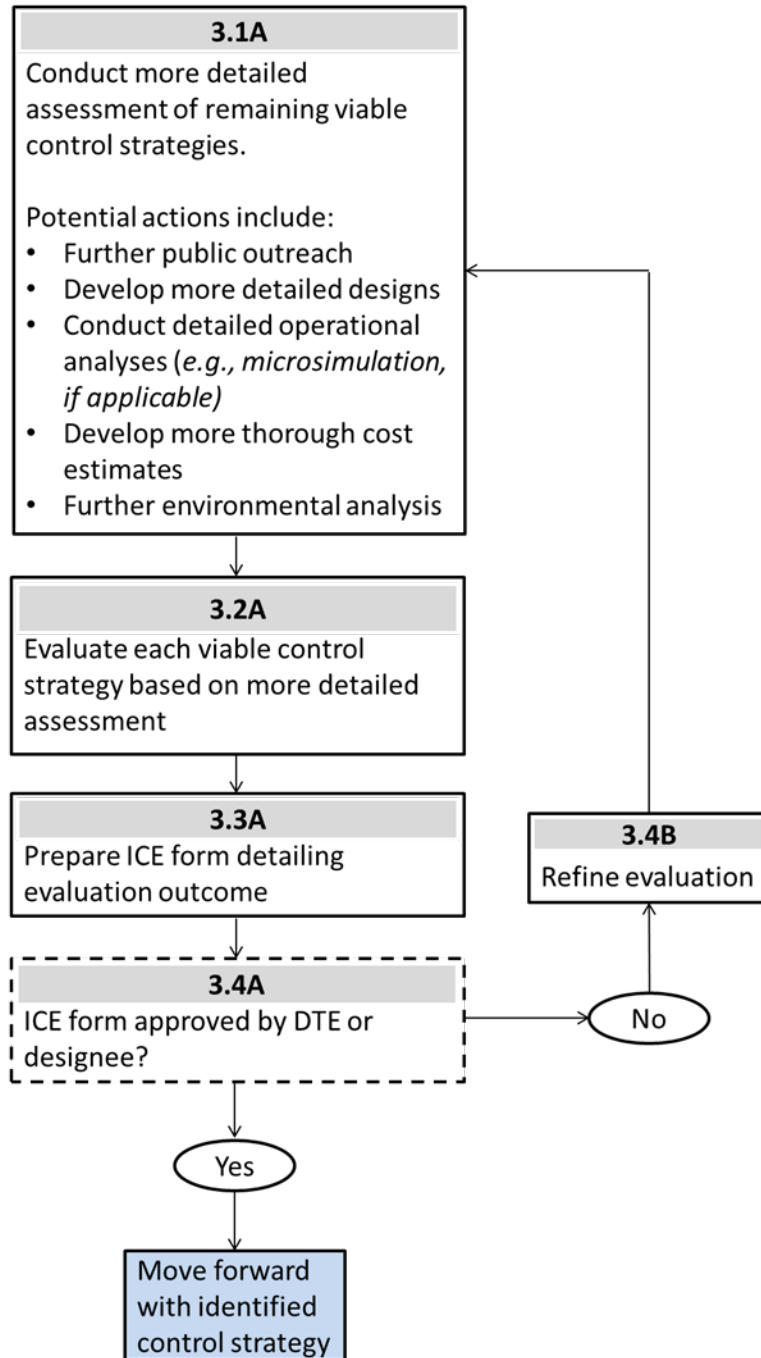 3.1A
Conduct more detailed
assessment of remaining viable
control strategies.
Potential actions include:
• Further public outreach
• Develop more detailed designs
• Conduct detailed operational
analyses (e.g., microsimulation,
if applicable)
• Develop more thorough cost
estimates
• Further environmental analysis
3.2A
Evaluate each viable control
strategy based on more detailed
assessment
3.3A
Prepare ICE form detailing
evaluation outcome
3.4B
Refine evaluation
3.4A
ICE form approved by DTE or
designee?
No
Yes
Move forward
with identified
control strategy